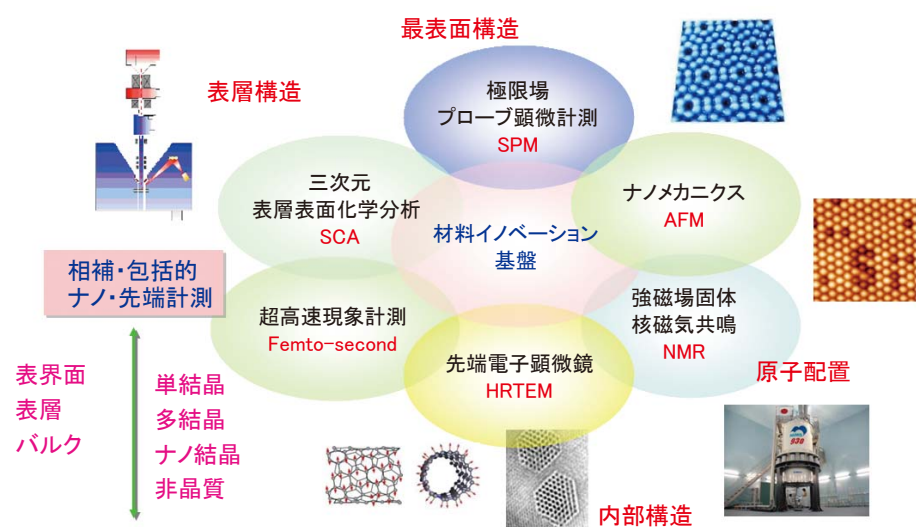 最表面構造
表層構造
極限場
プローブ顕微計測
SPM
三次元
表層表面化学分析
SCA
ナノメカニクス
AFM
材料イノベーション
基盤
相補・包括的
ナノ・先端計測
超高速現象計測
Femto-second
強磁場固体
核磁気共鳴
NMR
先端電子顕微鏡
HRTEM
原子配置
表界面
表層
バルク
単結晶
多結晶
ナノ結晶
非晶質
930
内部構造